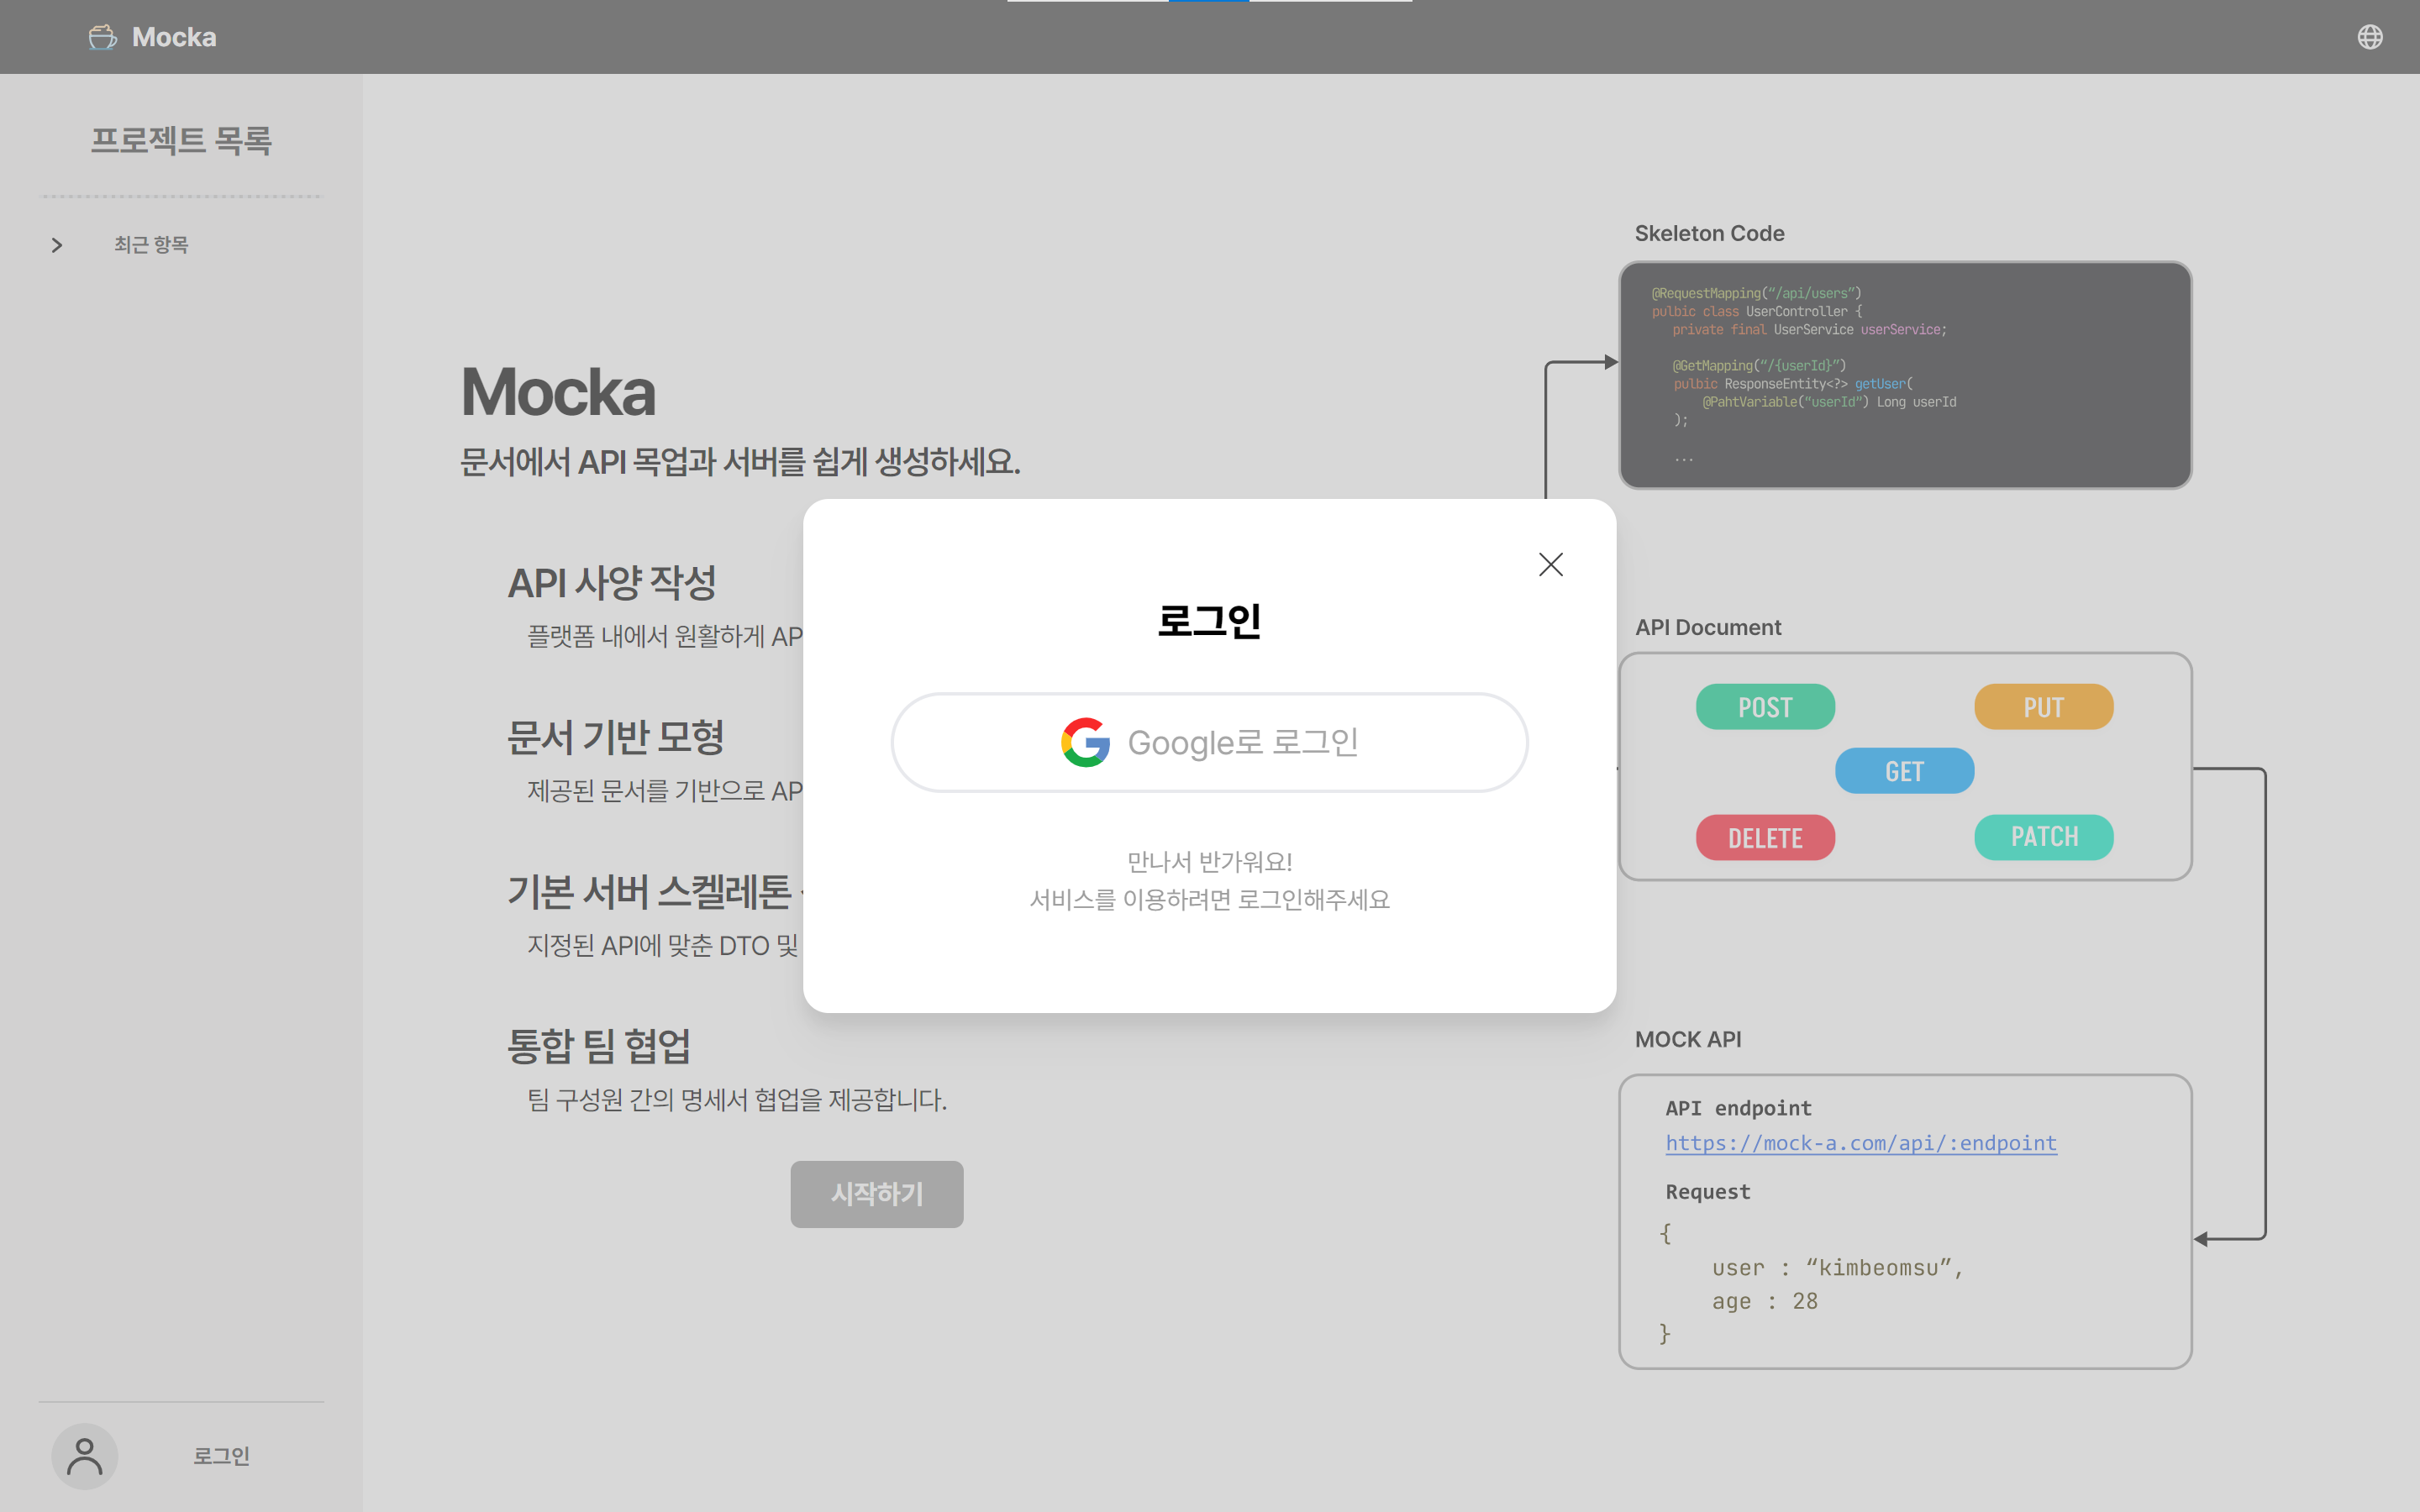 Mocka
프로젝트 목록
최근 항목
로그인
Mocka
문서에서 API 목업과 서버를 쉽게 생성하세요.
API 사양 작성
플랫폼 내에서 원활하게 AP
문서 기반 모형
제공된 문서를 기반으로 AP
기본 서버 스켈레톤
지정된 API에 맞춘 DTO 및
통합 팀 협업
팀 구성원 간의 명세서 협업을 제공합니다.
시작하기
로그인
Google로 로그인
만나서 반가워요!
서비스를 이용하려면 로그인해주세요
Skeleton Code
@RequestMapping(“/api/users”)
pulbic class UserController {
private final UserService userService;
@GetMapping(“/{userId}”)
pulbic ResponseEntity<?> getUser(
@PahtVariable(“userId”) Long userId
);
...
API Document
POST
PUT
GET
DELETE
PATCH
MOCK API
API endpoint
https://mock-a.com/api/:endpoint
Request
{
user : “kimbeomsu”,
age : 28
}